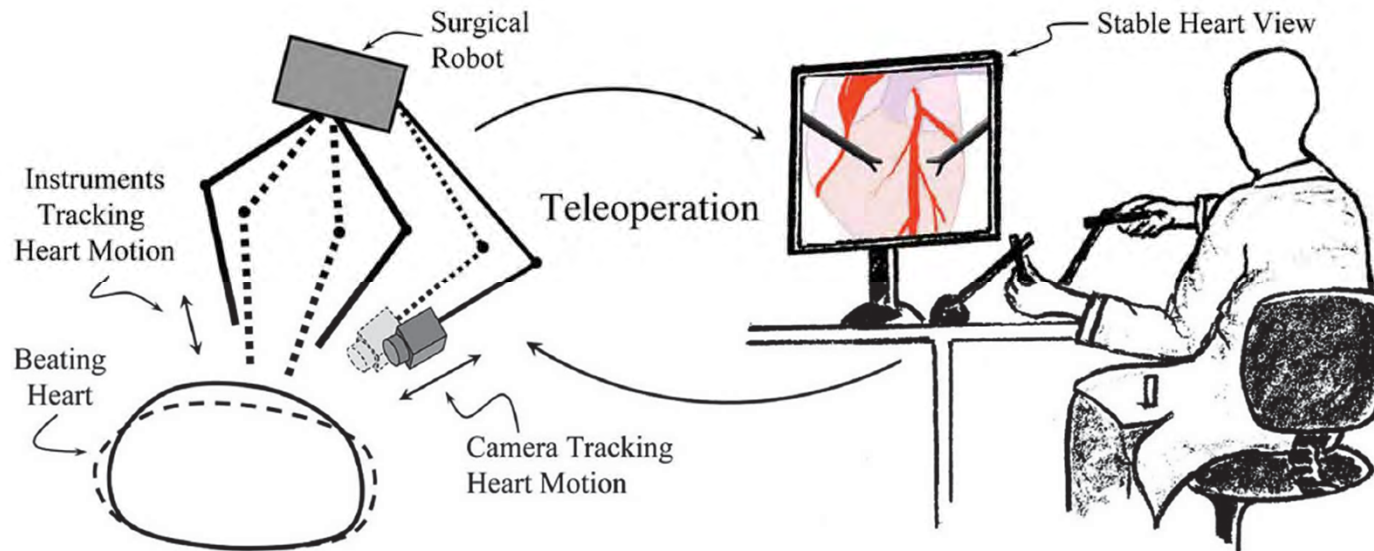 Surgical
Robot
Stable Heart View
Instruments
Tracking
Heart Motion
Teleoperation
Beating
Heart
Camera Tracking
Heart Motion